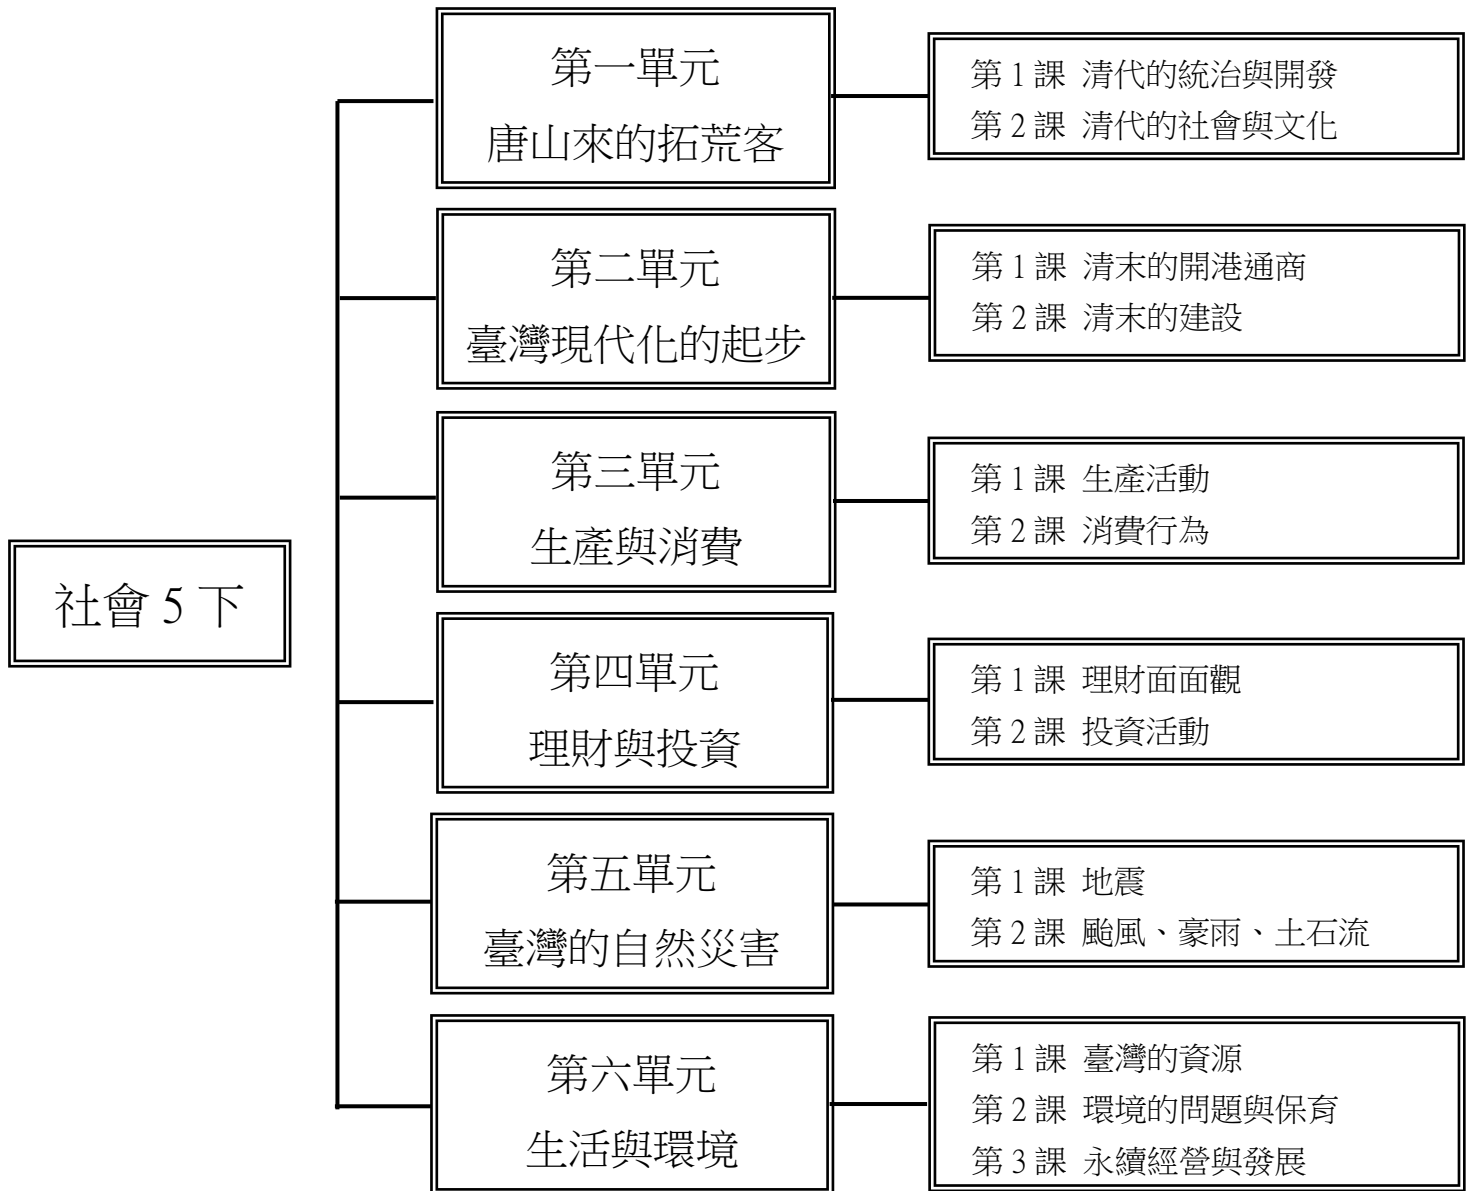 社會 5 下
第一單元
唐山來的拓荒客
第 1 課 清代的統治與開發
第 2 課 清代的社會與文化
第二單元
臺灣現代化的起步
第 1 課 清末的開港通商
第 2 課 清末的建設
第三單元
生產與消費
第 1 課 生產活動
第 2 課 消費行為
第四單元
理財與投資
第 1 課 理財面面觀
第 2 課 投資活動
第五單元
臺灣的自然災害
第 1 課 地震
第 2 課 颱風、豪雨、土石流
第六單元
生活與環境
第 1 課 臺灣的資源
第 2 課 環境的問題與保育
第 3 課 永續經營與發展